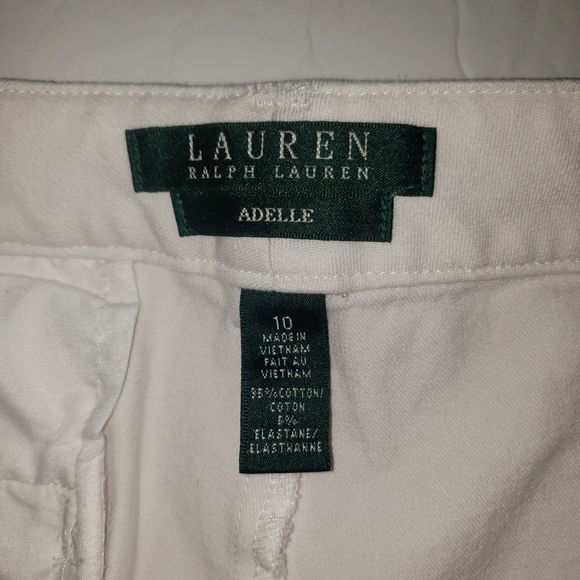 LAUREN
RALPH LAUREN
ADELLE
10
MADE IN
VIETNAM
FAIT AU
VIETNAM
95% COTTON/
COTON
5%
ELASTANE/
ELASTHANNE